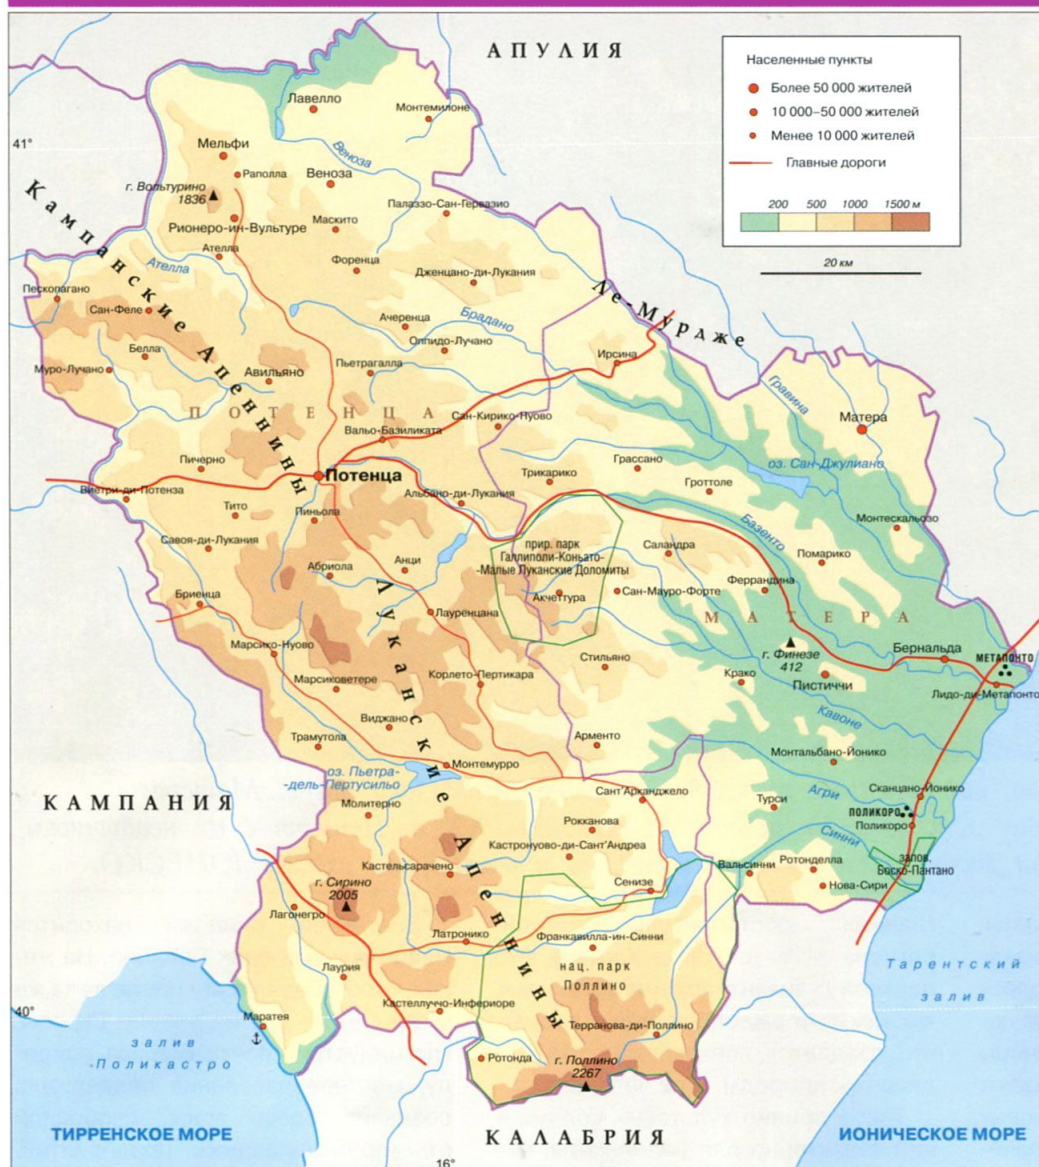 АПУЛИЯ
Населенные пункты
Более 50 000 жителей
10 000–50 000 жителей
Менее 10 000 жителей
Главные дороги
200 500 1000 1500 м
20 км
Лавелло
Монтемилоне
41°
Мельфи
Веноза
Раполла
Веноза
г. Вольтурино
1836
Палаццо-Сан-Гервазио
Рионеро-ин-Вультуре
Маскито
Ателла
Форенца
Ателла
Дженцано-ди-Лукания
Кампанские Апеннины
Ле-Мурдже
Пескопагано
Сан-Феле
Ачеренца
Брадано
Олпидо-Лучано
Белла
Ирсина
Муро-Лучано
Авильяно
Пьетрагалла
Гравина
ПОТЕНЦА
Сан-Кирико-Нуово
Матера
Вальо-Базиликата
Пичерно
Потенца
Трикарико
Грассано
оз. Сан-Джулиано
Виетри-ди-Потенза
Альбано-ди-Лукания
Гроттоле
Тито
Пиньола
Базенто
Монтескальозо
Савоя-ди-Лукания
прир. парк
Галлиполи-Коньято-
-Малые Луканские Доломиты
Саландра
Помарико
Абриола
Анци
Феррандина
Бриенца
Акчеттура
Сан-Мауро-Форте
Лауренцана
МАТЕРА
Луканские Апеннины
Марсико-Нуово
Стильяно
г. Финезе
412
Бернальда
МЕТАПОНТО
Марсиковетере
Корлето-Пертикара
Крако
Пистиччи
Лидо-ди-Метапонто
Виджано
Кавоне
Трамутола
Арменто
Монтальбано-Йонико
Монтемурро
оз. Пьетра-
-дель-Пертусильо
Сант'Арканджело
Агри
Сканцано-Йонико
КАМПАНИЯ
Молитерно
Турси
ПОЛИКОРО
Рокканова
Поликоро
Синни
Кастронуово-ди-Сант'Андреа
запов.
Боско-Пантано
Кастельсарачено
Вальсинни
Ротонделла
г. Сирино
2005
Сенизе
Нова-Сири
Лагонегро
Латронико
Франкавилла-ин-Синни
Лаурия
нац. парк
Поллино
Тарентский
залив
40°
Кастеллуччо-Инфериоре
Маратея
Терранова-ди-Поллино
залив
-Поликастро
Ротонда
г. Поллино
2267
ТИРРЕНСКОЕ МОРЕ
КАЛАБРИЯ
ИОНИЧЕСКОЕ МОРЕ
16°